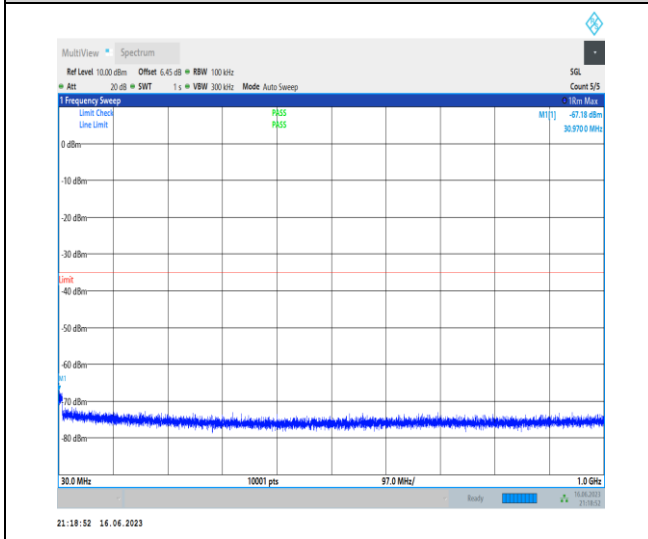 MultiView Spectrum
Ref Level 10.00 dBm Offset 6.45 dB RBW 100 kHz SGL
Att 20 dB SWT 1 s VBW 300 kHz Mode Auto Sweep Count 5/5
1 Frequency Sweep 1Rm Max
Limit Check PASS M1[1] -67.18 dBm
Line Limit PASS 30.970 0 MHz
0 dBm
-10 dBm
-20 dBm
-30 dBm
Limit
-40 dBm
-50 dBm
-60 dBm
M1
-70 dBm
-80 dBm
30.0 MHz 10001 pts 97.0 MHz/ 1.0 GHz
Ready 16.06.2023
21:18:52
21:18:52 16.06.2023